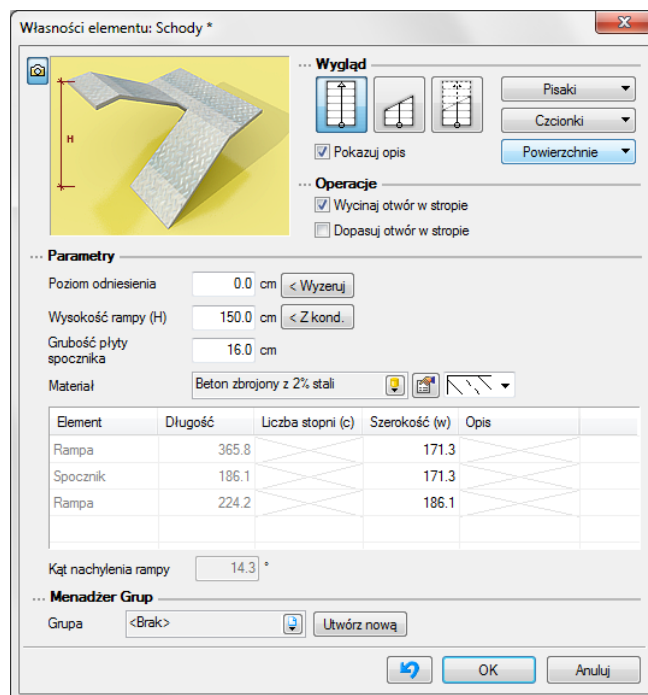 Własności elementu: Schody *
H
Wygląd
Pisaki
Czcionki
Pokazuj opis
Powierzchnie
Operacje
Wycinaj otwór w stropie
Dopasuj otwór w stropie
Parametry
Poziom odniesienia 0.0 cm < Wyzeruj
Wysokość rampy (H) 150.0 cm < Z kond.
Grubość płyty
spocznika 16.0 cm
Materiał Beton zbrojony z 2% stali
Element Długość Liczba stopni (c) Szerokość (w) Opis
Rampa 365.8 171.3
Spocznik 186.1 171.3
Rampa 224.2 186.1
Kąt nachylenia rampy 14.3 °
Menadżer Grup
Grupa <Brak> Utwórz nową
OK Anuluj